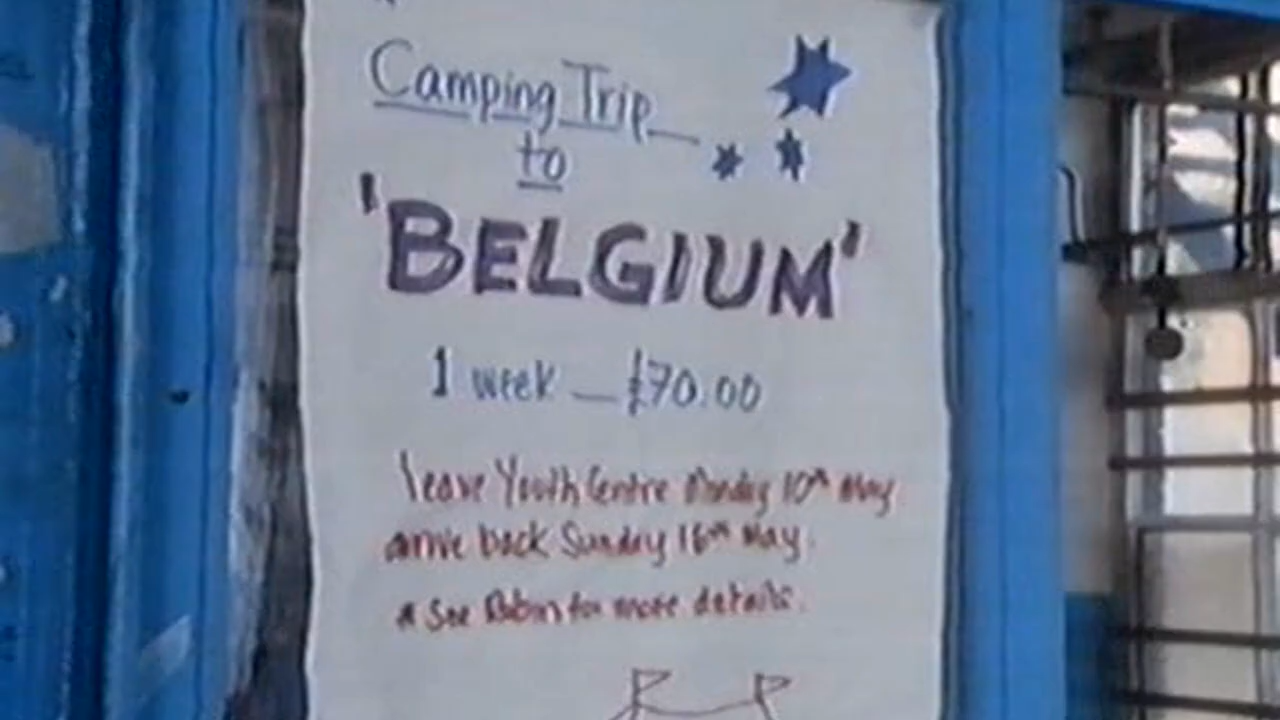 Camping Trip
to
'BELGIUM'
1 week — £70.00
leave Youth Centre Monday 10th May
arrive back Sunday 16th May.
* See Robin for more details.